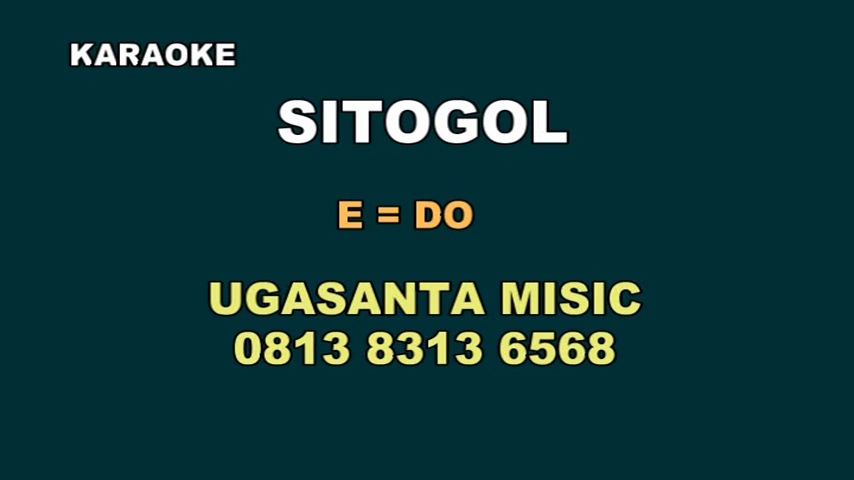 KARAOKE
SITOGOL
E = DO
UGASANTA MISIC
0813 8313 6568